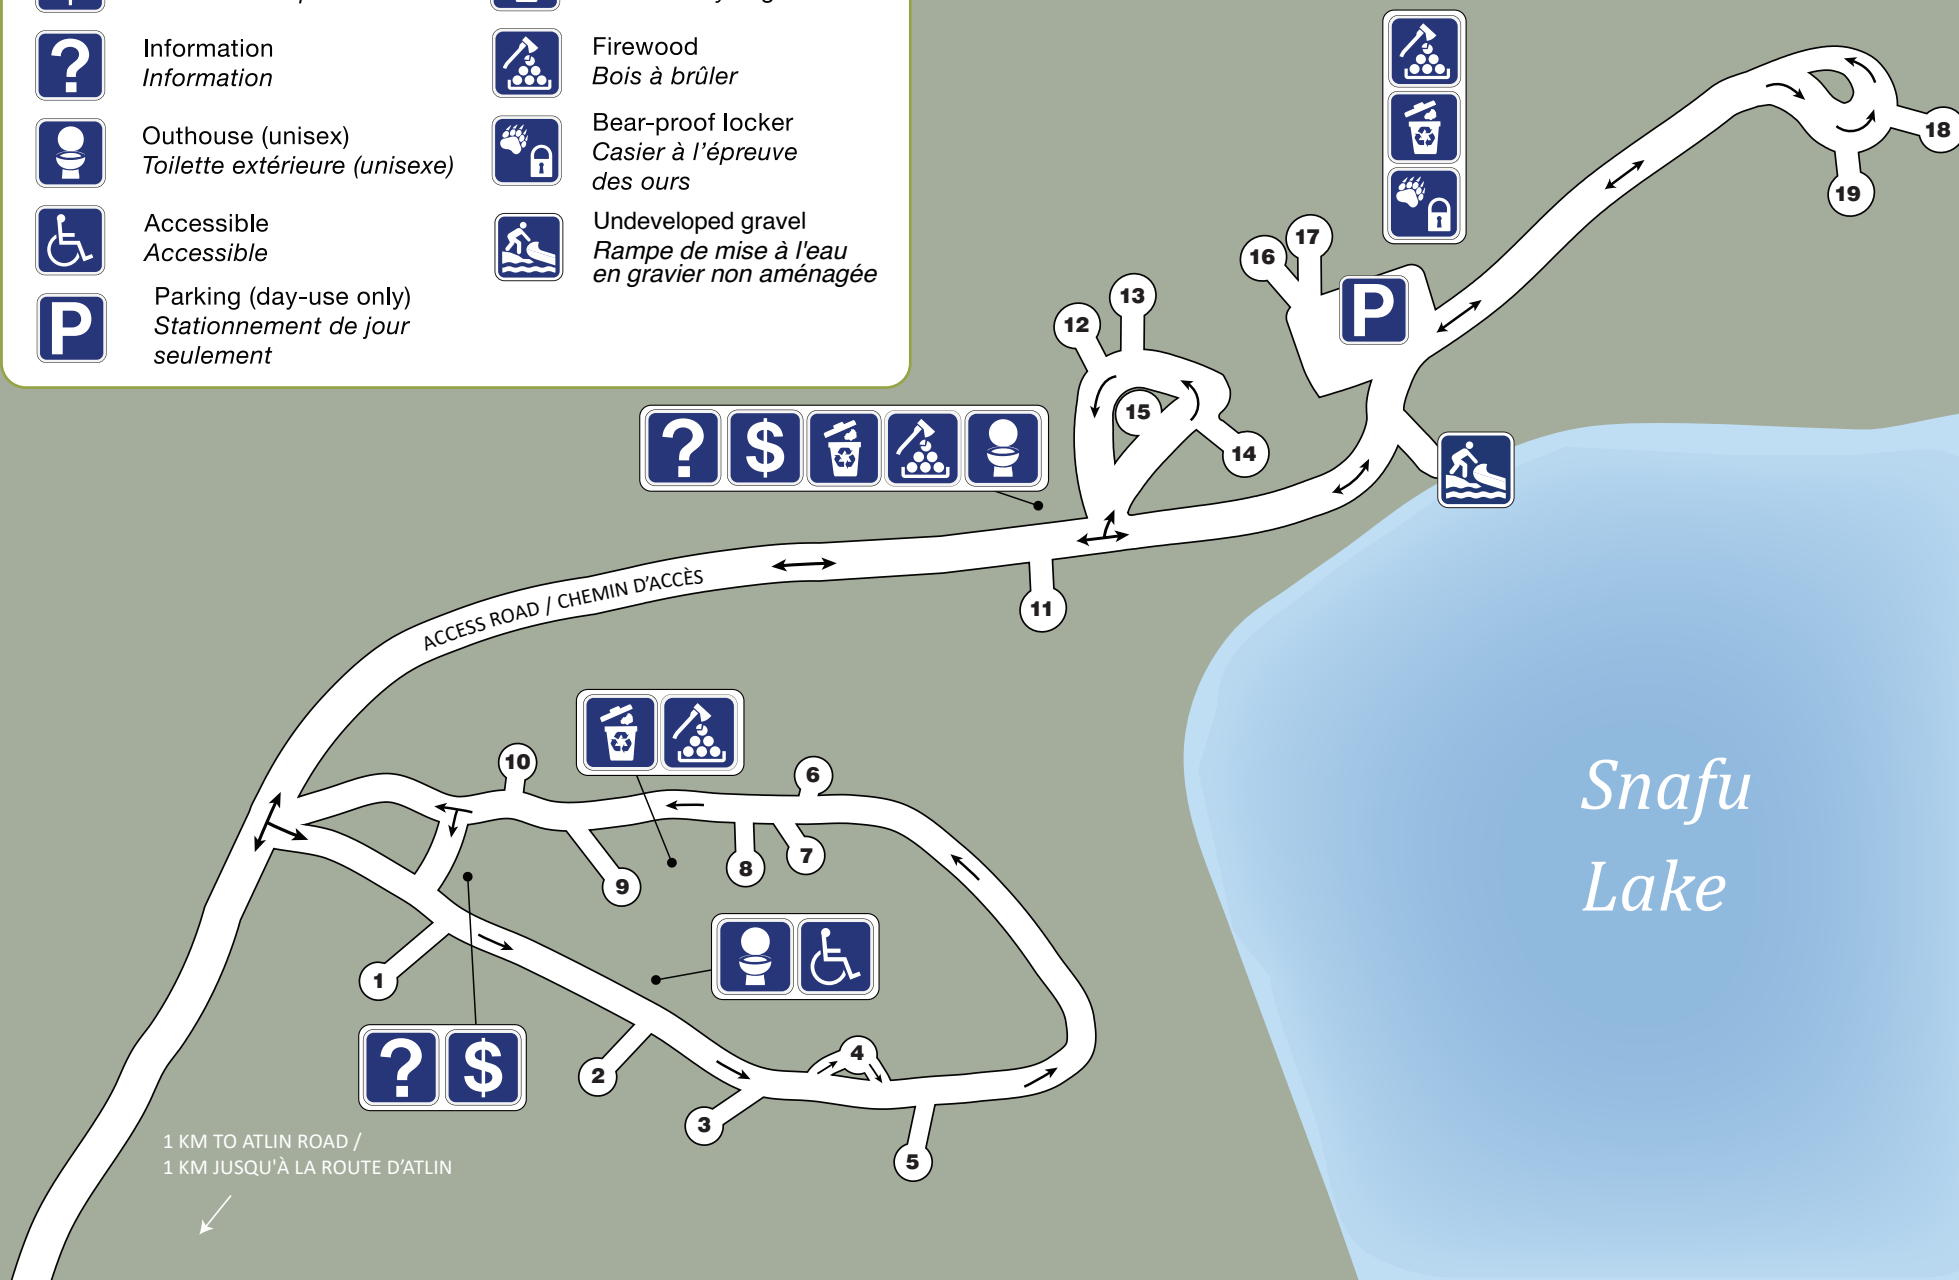 ?
Information
Information
Outhouse (unisex)
Toilette extérieure (unisexe)
Accessible
Accessible
P
Parking (day-use only)
Stationnement de jour
seulement
Firewood
Bois à brûler
Bear-proof locker
Casier à l'épreuve
des ours
Undeveloped gravel
Rampe de mise à l'eau
en gravier non aménagée
18
19
17
16
P
13
12
15
14
? $
11
ACCESS ROAD / CHEMIN D'ACCÈS
10
6
7
8
9
1
? $
2
4
3
5
Snafu
Lake
1 KM TO ATLIN ROAD /
1 KM JUSQU'À LA ROUTE D'ATLIN